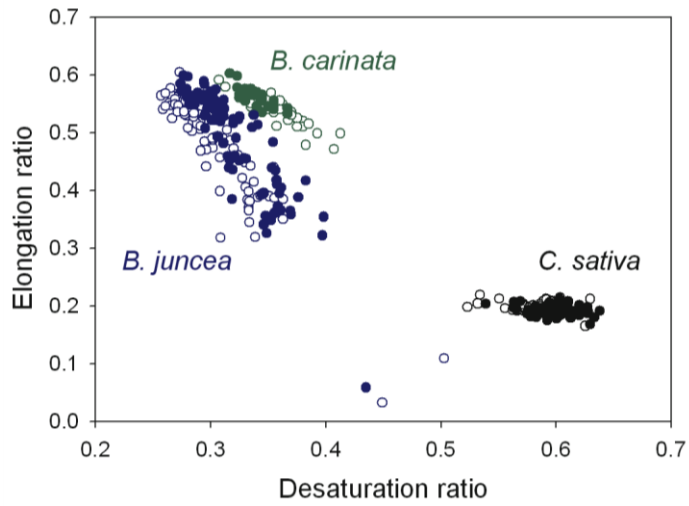 0.7
0.6
0.5
0.4
0.3
0.2
0.1
0.0
Elongation ratio
B. carinata
B. juncea
C. sativa
0.2 0.3 0.4 0.5 0.6 0.7
Desaturation ratio